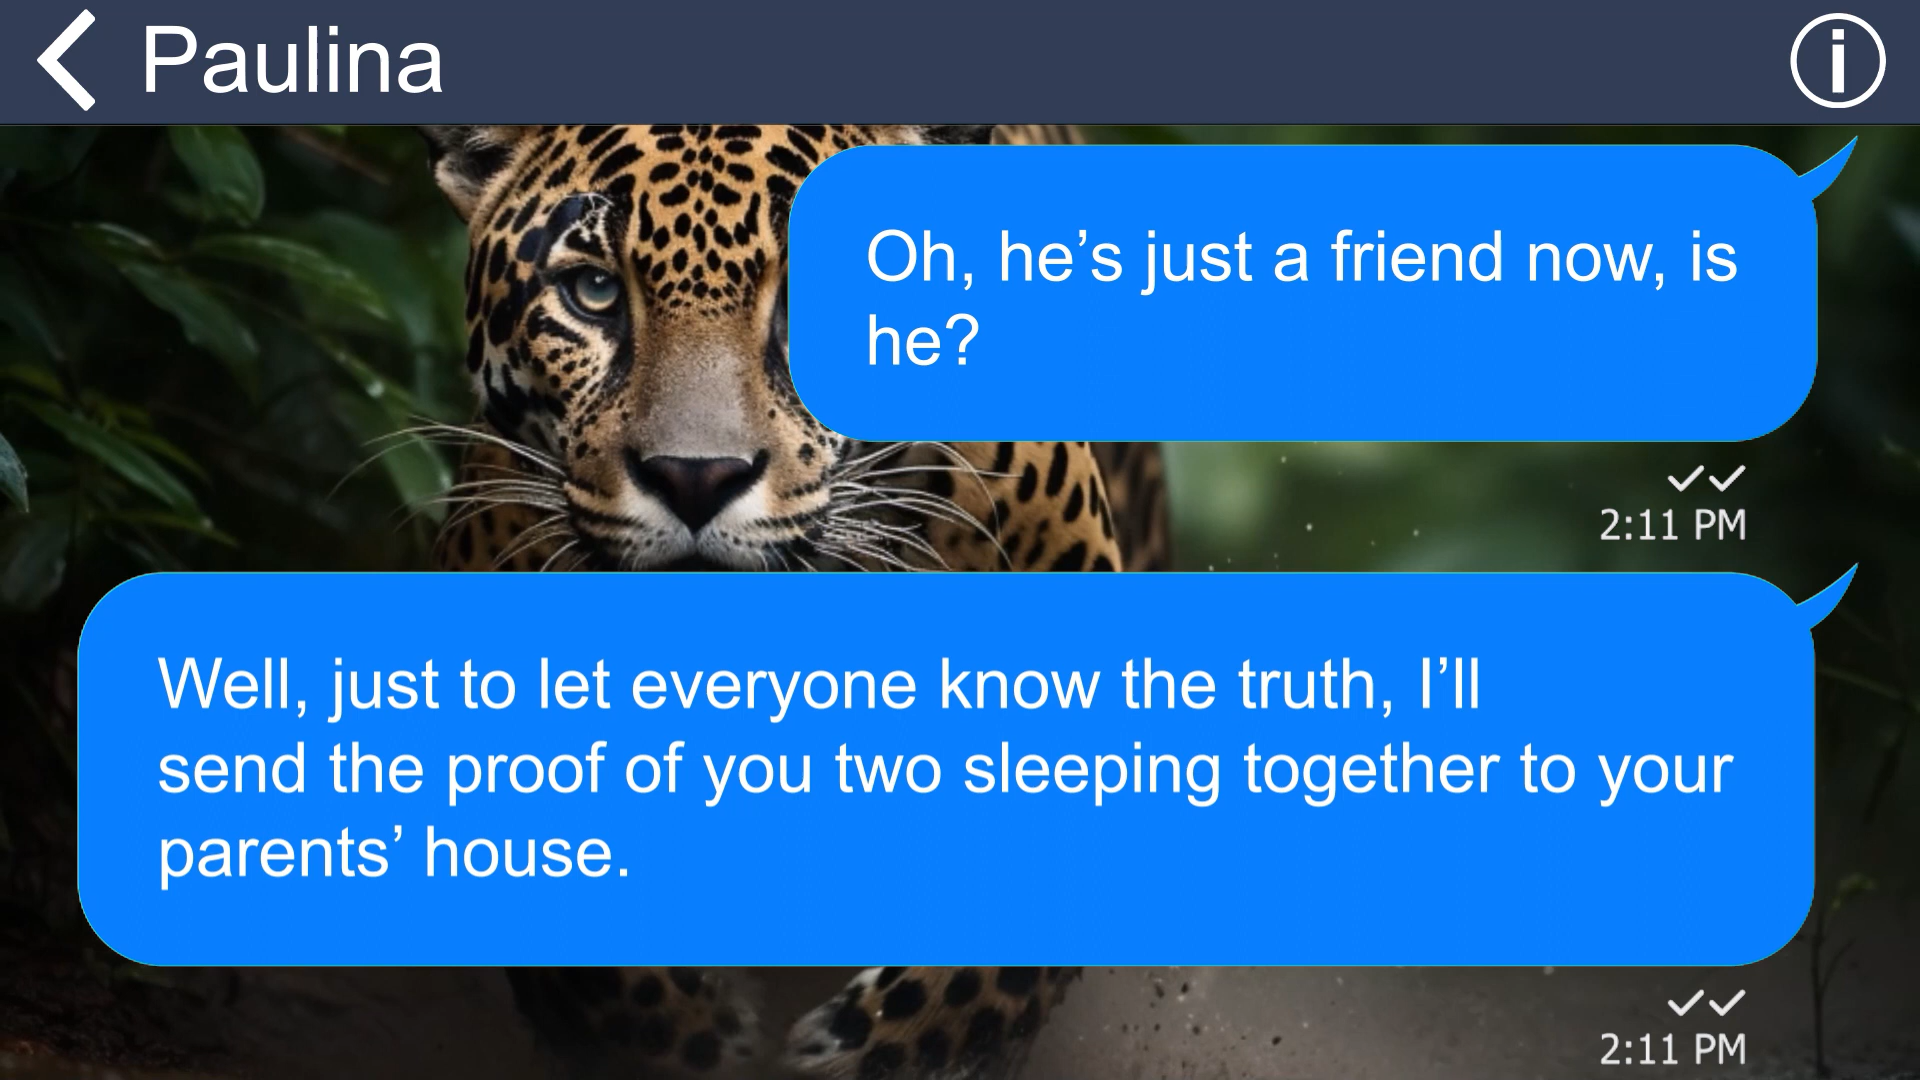 Paulina
Oh, he’s just a friend now, is
he?
2:11 PM
Well, just to let everyone know the truth, I’ll
send the proof of you two sleeping together to your
parents’ house.
2:11 PM